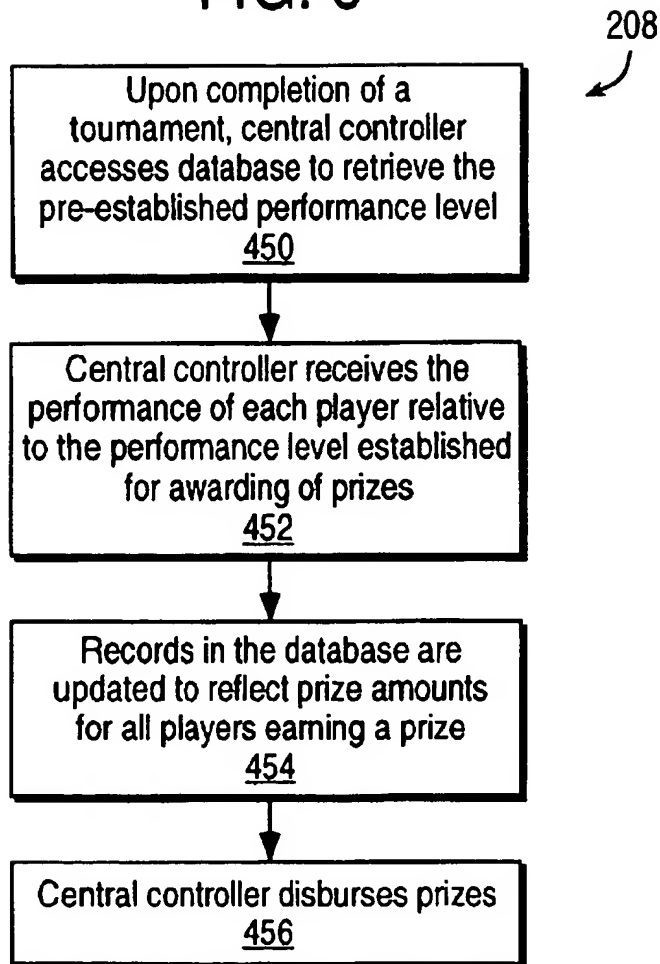 208
Upon completion of a
tournament, central controller
accesses database to retrieve the
pre-established performance level
450
Central controller receives the
performance of each player relative
to the performance level established
for awarding of prizes
452
Records in the database are
updated to reflect prize amounts
for all players earning a prize
454
Central controller disburses prizes
456